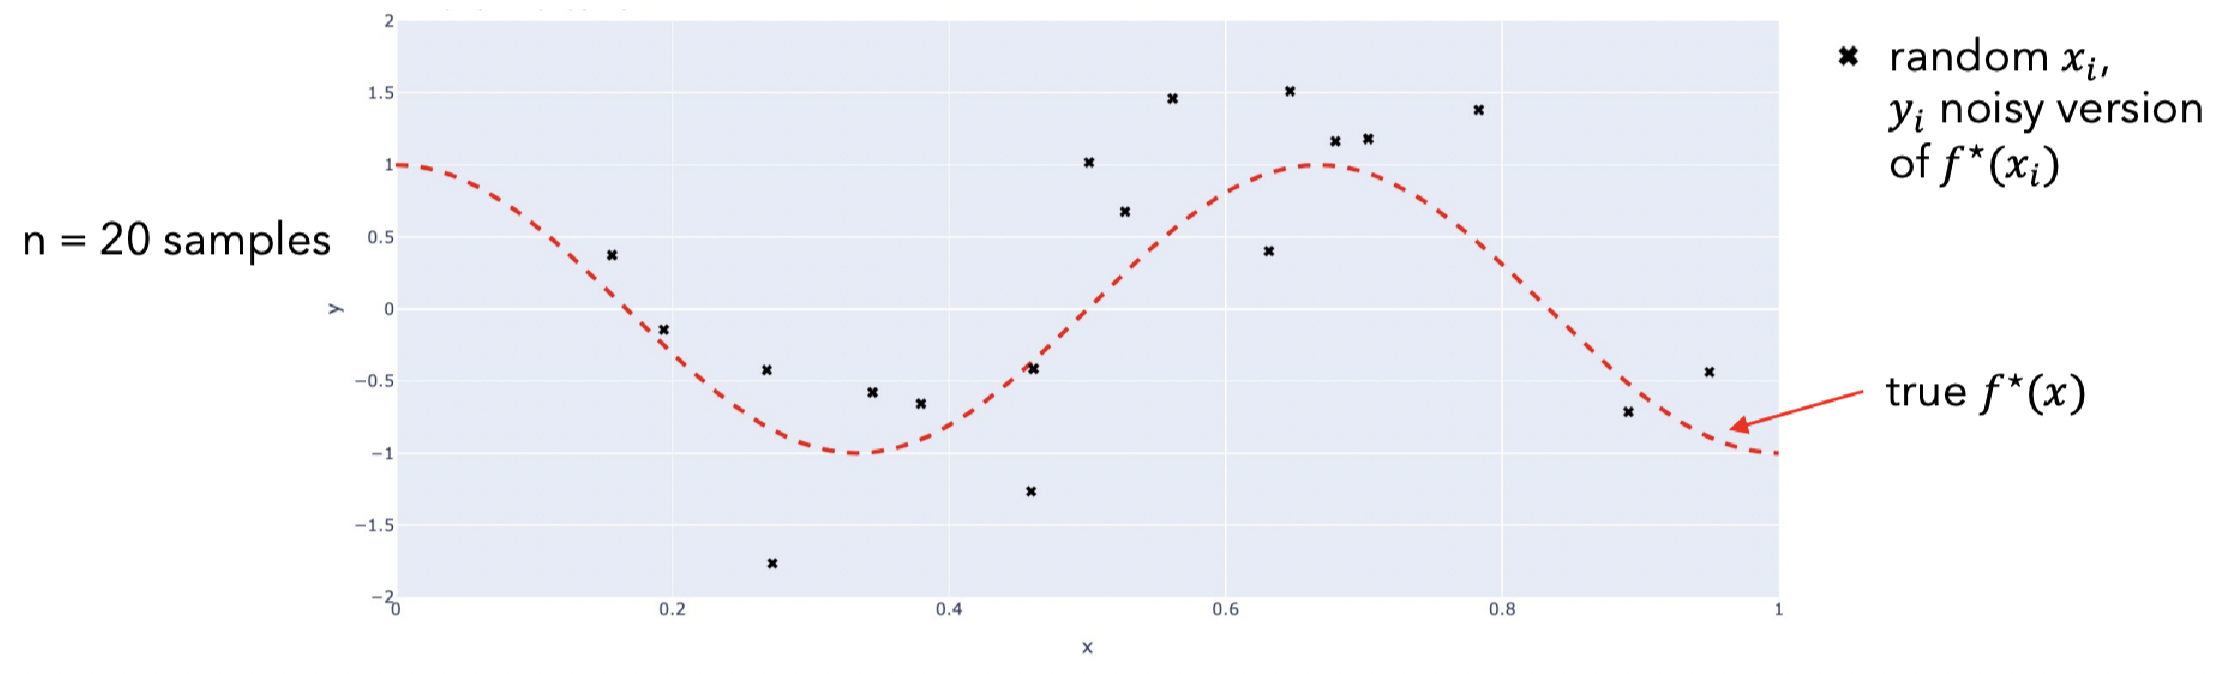 2
1.5
1
0.5
0
−0.5
−1
−1.5
−2
y
0
0.2
0.4
0.6
0.8
1
x
n = 20 samples
random xᵢ,
yᵢ noisy version
of f*(xᵢ)
true f*(x)